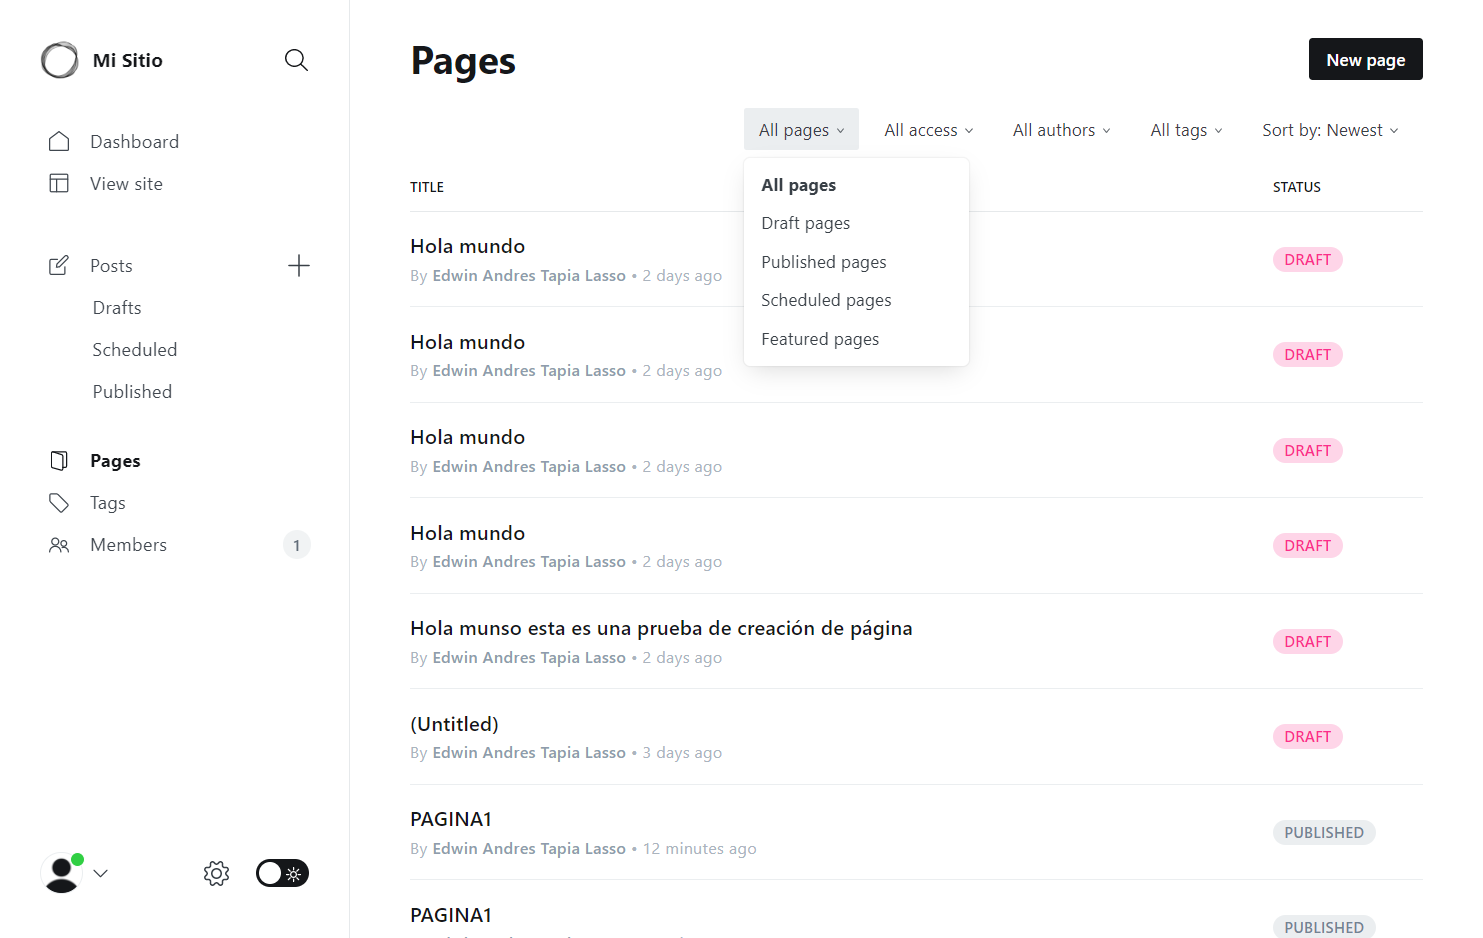 Mi Sitio
Dashboard
View site
Posts
Drafts
Scheduled
Published
Pages
Tags
Members
1
Pages
New page
All pages
All access
All authors
All tags
Sort by: Newest
All pages
Draft pages
Published pages
Scheduled pages
Featured pages
TITLE
STATUS
Hola mundo
By Edwin Andres Tapia Lasso • 2 days ago
DRAFT
Hola mundo
By Edwin Andres Tapia Lasso • 2 days ago
DRAFT
Hola mundo
By Edwin Andres Tapia Lasso • 2 days ago
DRAFT
Hola mundo
By Edwin Andres Tapia Lasso • 2 days ago
DRAFT
Hola munso esta es una prueba de creación de página
By Edwin Andres Tapia Lasso • 2 days ago
DRAFT
(Untitled)
By Edwin Andres Tapia Lasso • 3 days ago
DRAFT
PAGINA1
By Edwin Andres Tapia Lasso • 12 minutes ago
PUBLISHED
PAGINA1
PUBLISHED